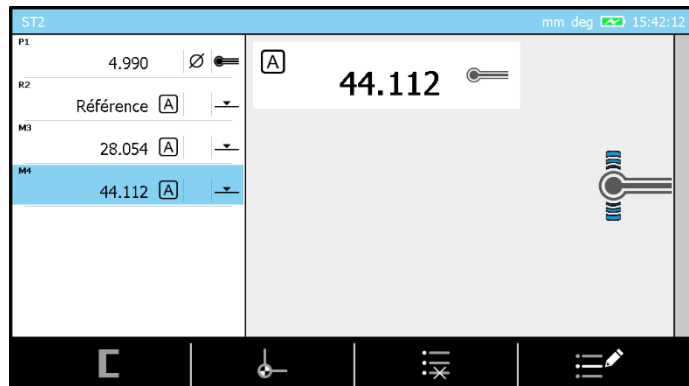 ST2 mm deg 15:42:12
P1
4.990 Ø
R2
Référence A
M3
28.054 A
M4
44.112 A
A
44.112